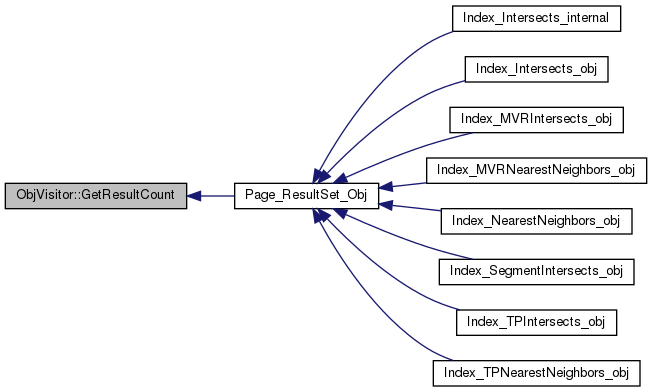 Index_Intersects_internal
Index_Intersects_obj
Index_MVRIntersects_obj
Index_MVRNearestNeighbors_obj
ObjVisitor::GetResultCount
Page_ResultSet_Obj
Index_NearestNeighbors_obj
Index_SegmentIntersects_obj
Index_TPIntersects_obj
Index_TPNearestNeighbors_obj